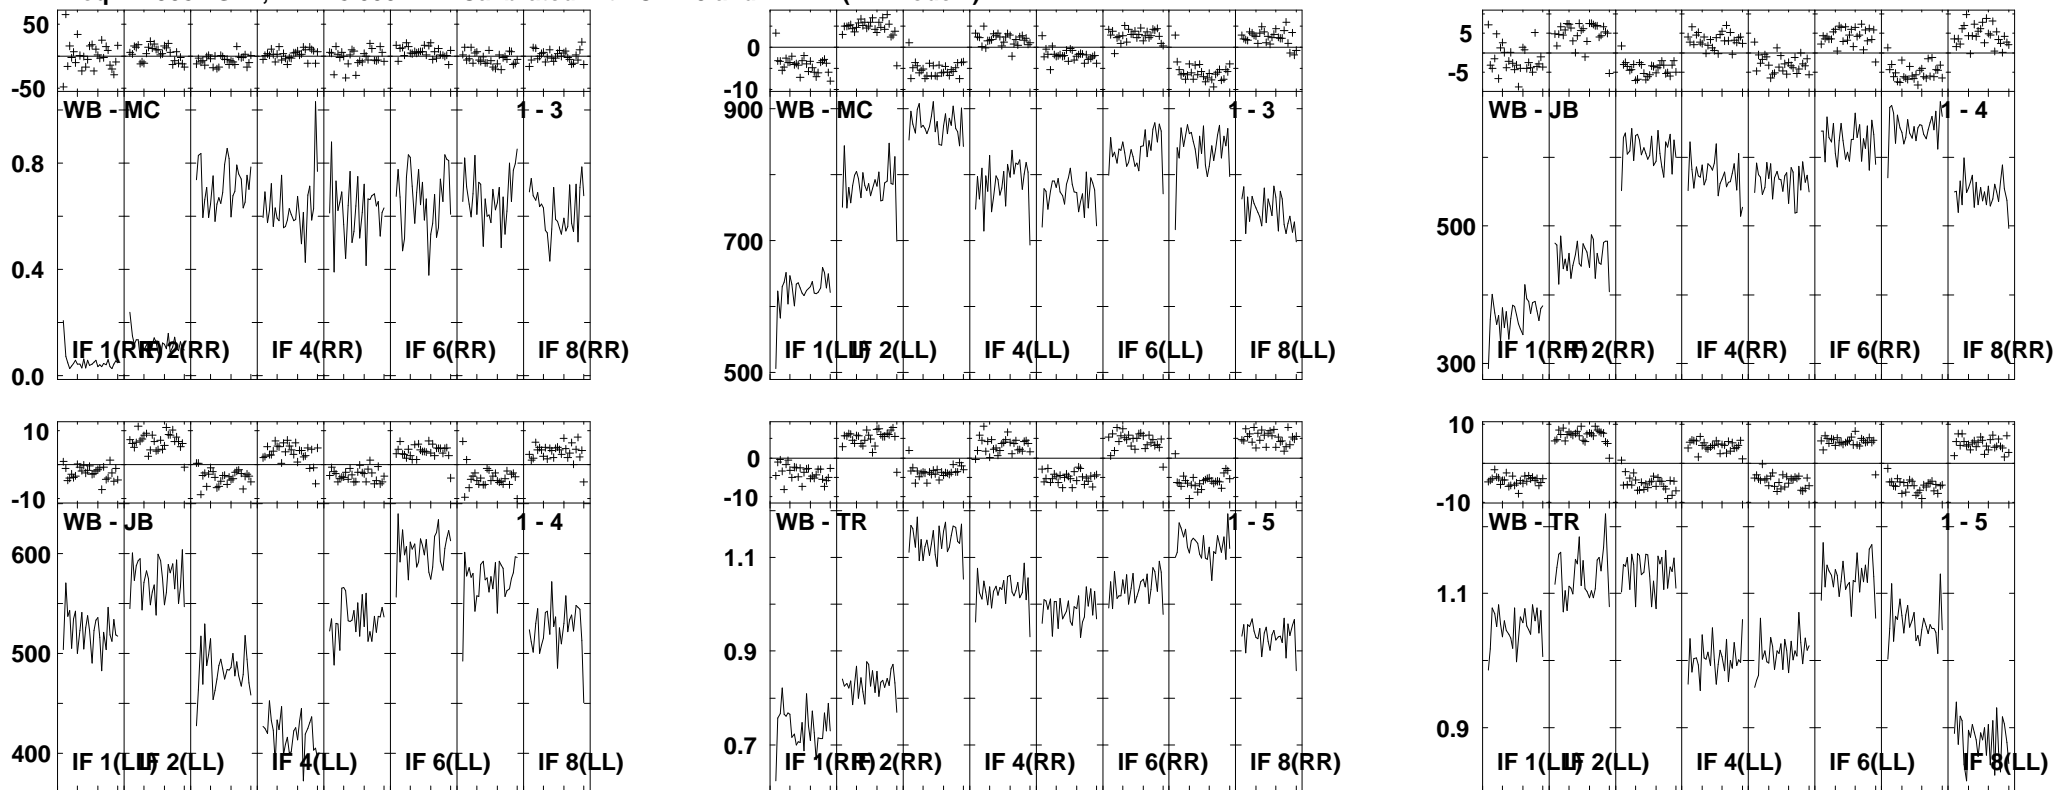 50
0
-50
WB - MC 1 - 3
0.8
0.4
0.0
IF 1(RR) IF 2(RR) IF 4(RR) IF 6(RR) IF 8(RR)
0
-10
900
WB - MC 1 - 3
700
500
IF 1(LL) IF 2(LL) IF 4(LL) IF 6(LL) IF 8(LL)
5
-5
WB - JB 1 - 4
500
300
IF 1(RR) IF 2(RR) IF 4(RR) IF 6(RR) IF 8(RR)
10
-10
WB - JB 1 - 4
600
500
400
IF 1(LL) IF 2(LL) IF 4(LL) IF 6(LL) IF 8(LL)
0
-10
WB - TR 1 - 5
1.1
0.9
0.7
IF 1(RR) IF 2(RR) IF 4(RR) IF 6(RR) IF 8(RR)
10
-10
WB - TR 1 - 5
1.1
0.9
IF 1(LL) IF 2(LL) IF 4(LL) IF 6(LL) IF 8(LL)